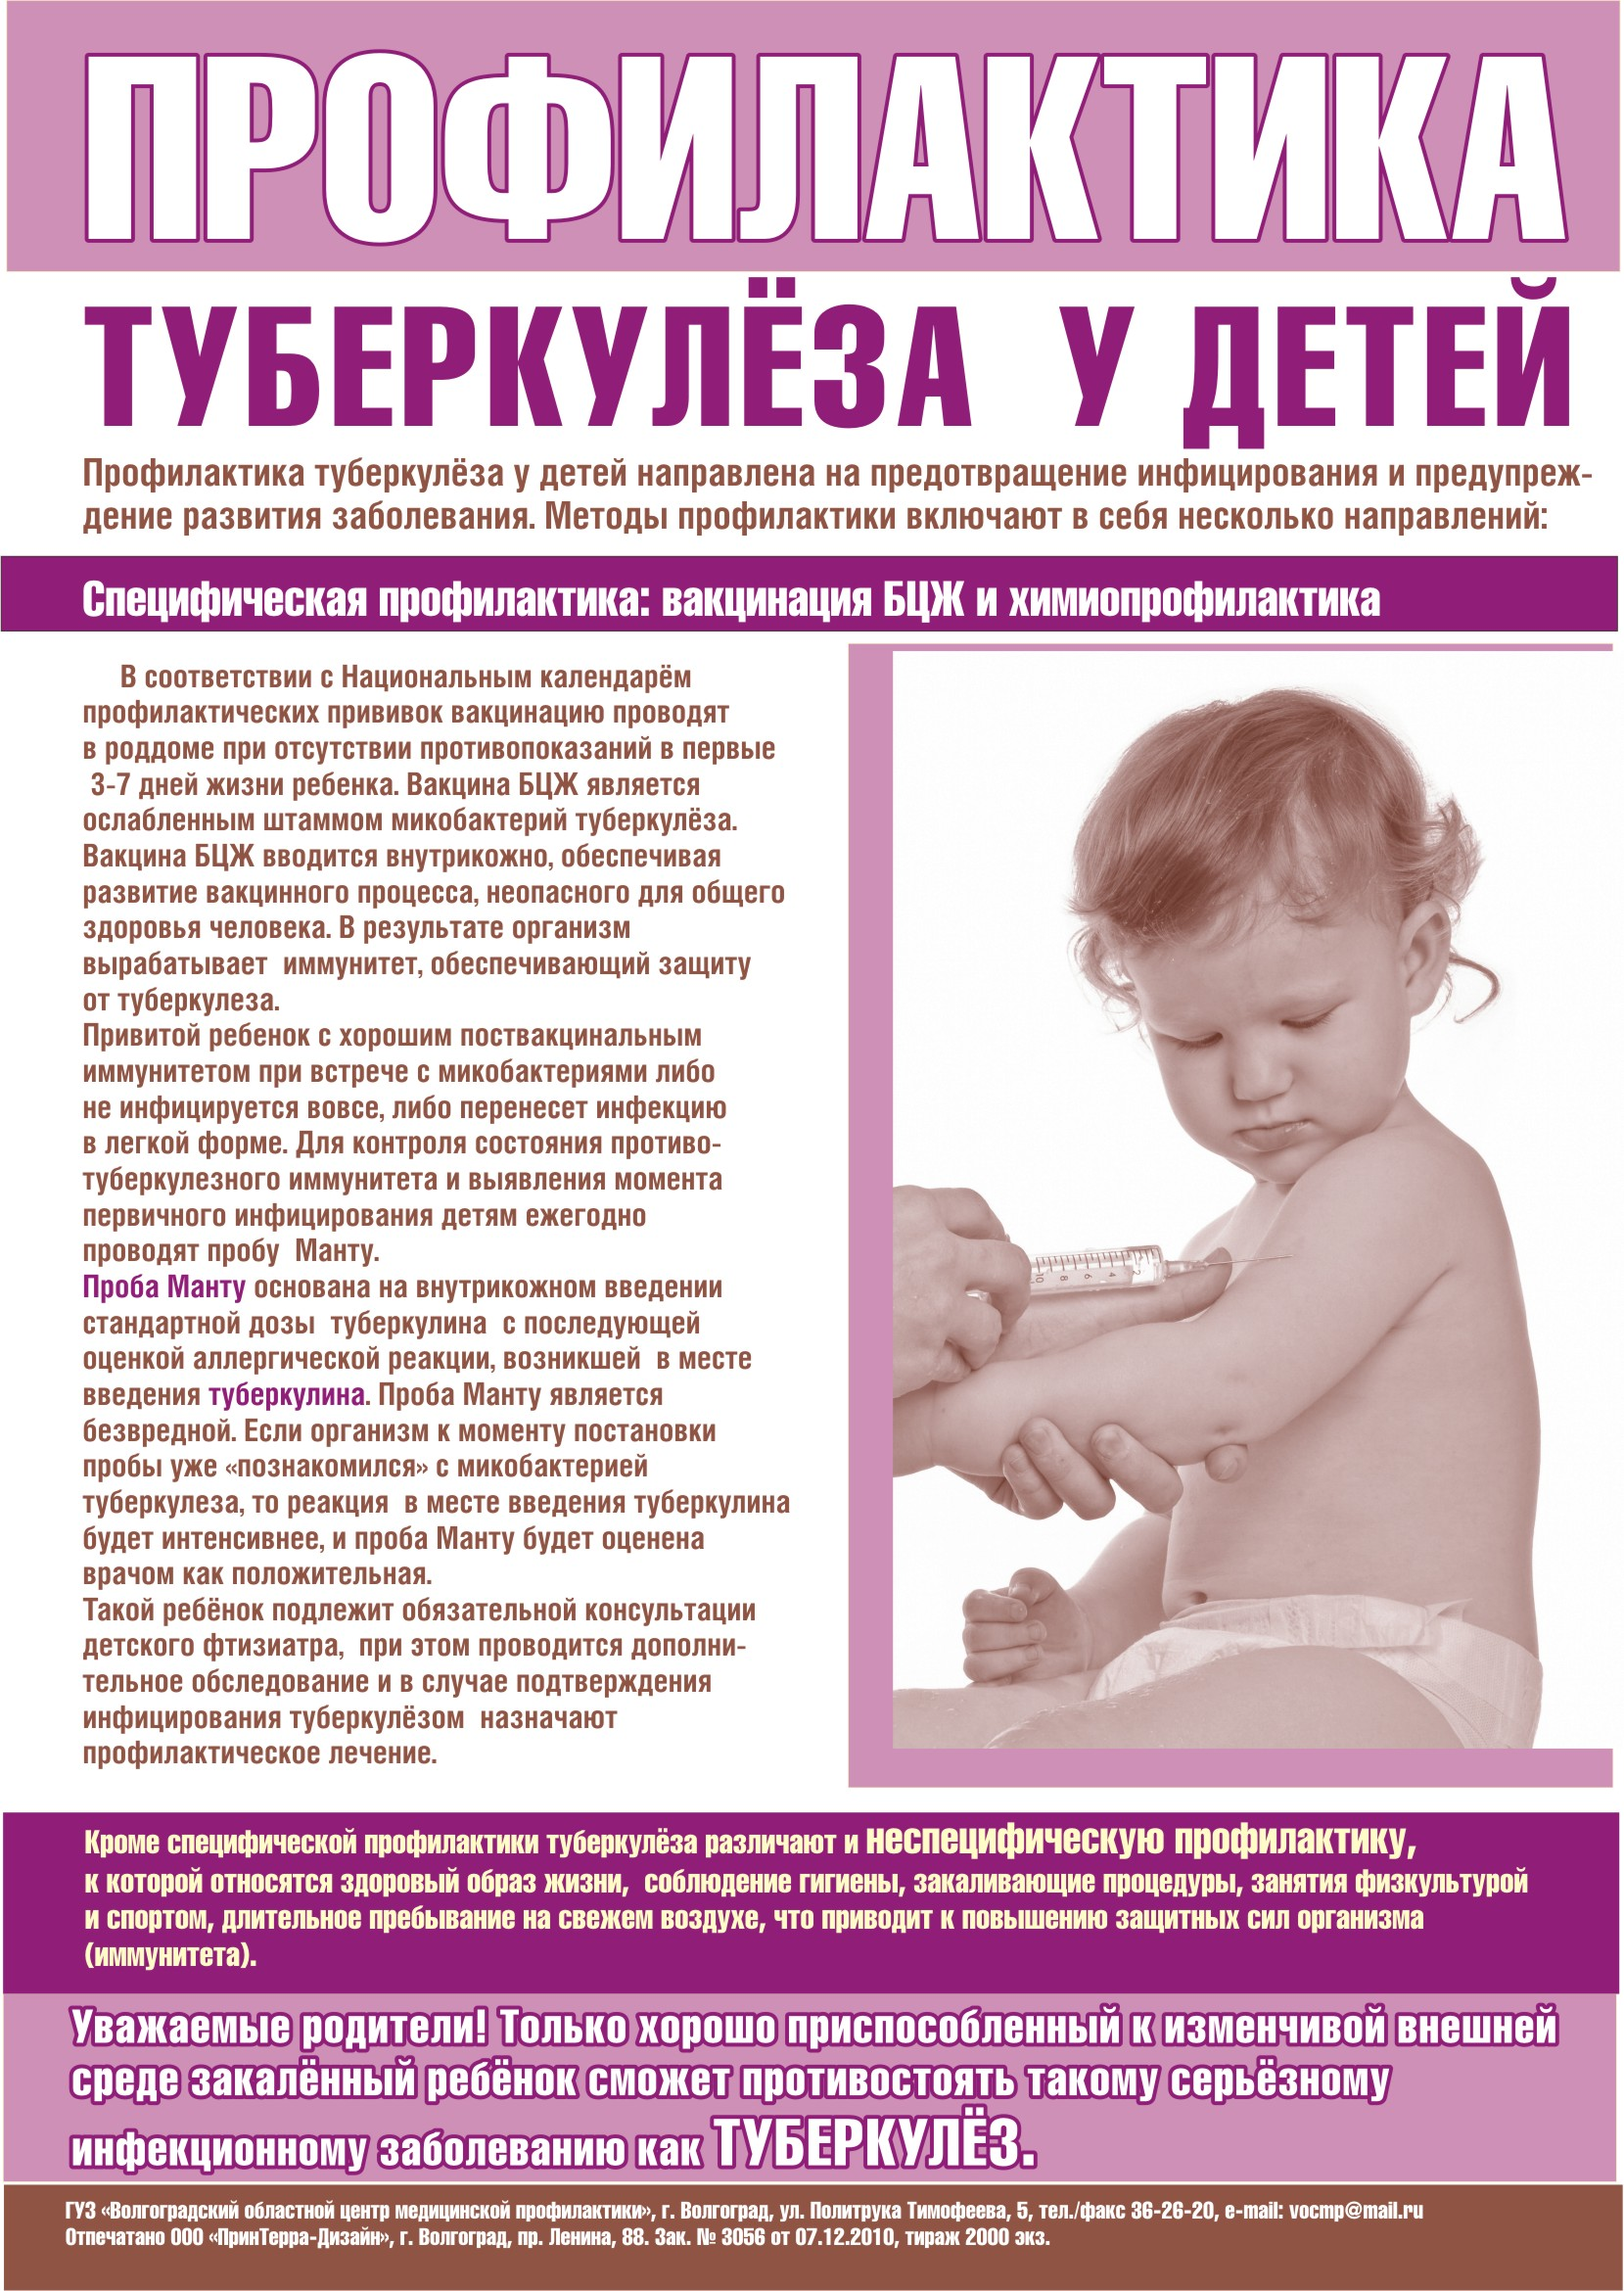 ПРОФИЛАКТИКА
ТУБЕРКУЛЁЗА У ДЕТЕЙ
Профилактика туберкулёза у детей направлена на предотвращение инфицирования и предупреж-
дение развития заболевания. Методы профилактики включают в себя несколько направлений:
Специфическая профилактика: вакцинация БЦЖ и химиопрофилактика
В соответствии с Национальным календарём
профилактических прививок вакцинацию проводят
в роддоме при отсутствии противопоказаний в первые
3-7 дней жизни ребенка. Вакцина БЦЖ является
ослабленным штаммом микобактерий туберкулёза.
Вакцина БЦЖ вводится внутрикожно, обеспечивая
развитие вакцинного процесса, неопасного для общего
здоровья человека. В результате организм
вырабатывает иммунитет, обеспечивающий защиту
от туберкулеза.
Привитой ребенок с хорошим поствакцинальным
иммунитетом при встрече с микобактериями либо
не инфицируется вовсе, либо перенесет инфекцию
в легкой форме. Для контроля состояния противо-
туберкулезного иммунитета и выявления момента
первичного инфицирования детям ежегодно
проводят пробу Манту.
Проба Манту основана на внутрикожном введении
стандартной дозы туберкулина с последующей
оценкой аллергической реакции, возникшей в месте
введения туберкулина. Проба Манту является
безвредной. Если организм к моменту постановки
пробы уже «познакомился» с микобактерией
туберкулеза, то реакция в месте введения туберкулина
будет интенсивнее, и проба Манту будет оценена
врачом как положительная.
Такой ребёнок подлежит обязательной консультации
детского фтизиатра, при этом проводится дополни-
тельное обследование и в случае подтверждения
инфицирования туберкулёзом назначают
профилактическое лечение.
10 8 6 4 2
Кроме специфической профилактики туберкулёза различают и неспецифическую профилактику,
к которой относятся здоровый образ жизни, соблюдение гигиены, закаливающие процедуры, занятия физкультурой
и спортом, длительное пребывание на свежем воздухе, что приводит к повышению защитных сил организма
(иммунитета).
Уважаемые родители! Только хорошо приспособленный к изменчивой внешней
среде закалённый ребёнок сможет противостоять такому серьёзному
инфекционному заболеванию как ТУБЕРКУЛЁЗ.
ГУЗ «Волгоградский областной центр медицинской профилактики», г. Волгоград, ул. Политрука Тимофеева, 5, тел./факс 36-26-20, e-mail: vocmp@mail.ru
Отпечатано ООО «ПринТерра-Дизайн», г. Волгоград, пр. Ленина, 88. Зак. № 3056 от 07.12.2010, тираж 2000 экз.